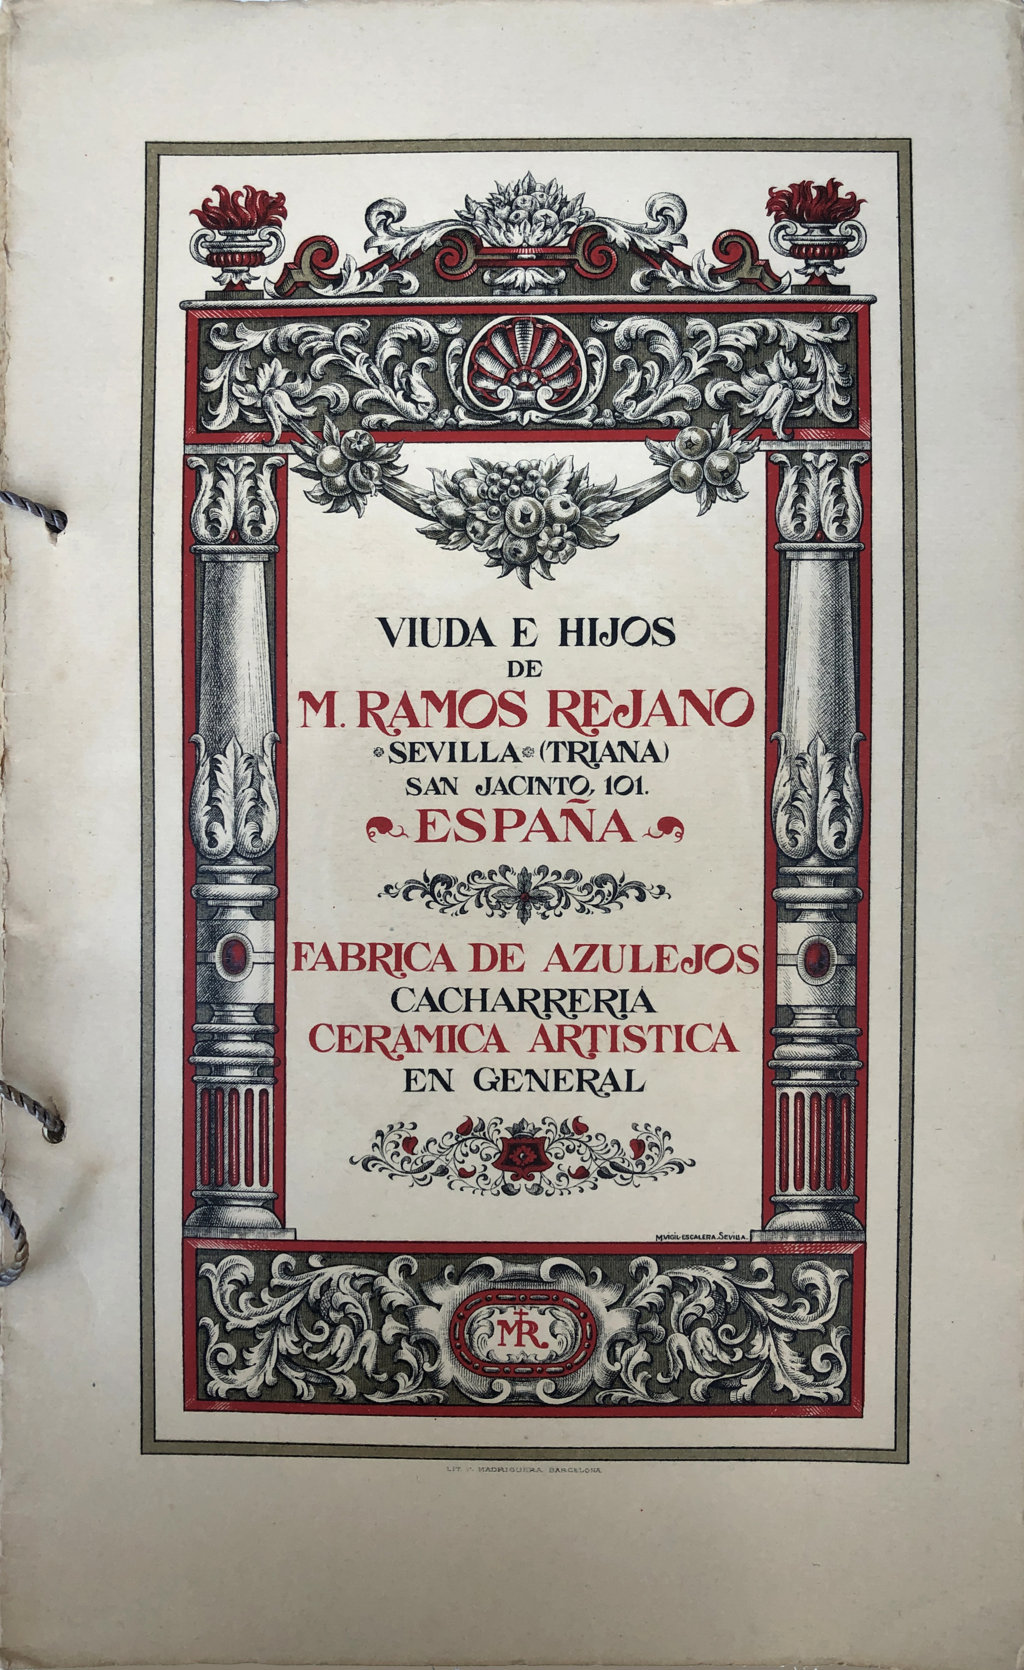 VIUDA E HIJOS
DE
M. RAMOS REJANO
SEVILLA (TRIANA)
SAN JACINTO, 101.
ESPAÑA
FABRICA DE AZULEJOS
CACHARRERIA
CERAMICA ARTISTICA
EN GENERAL
M.VIGIL-ESCALERA.SEVILLA.
MR
LIT. MADRIGUERA. BARCELONA